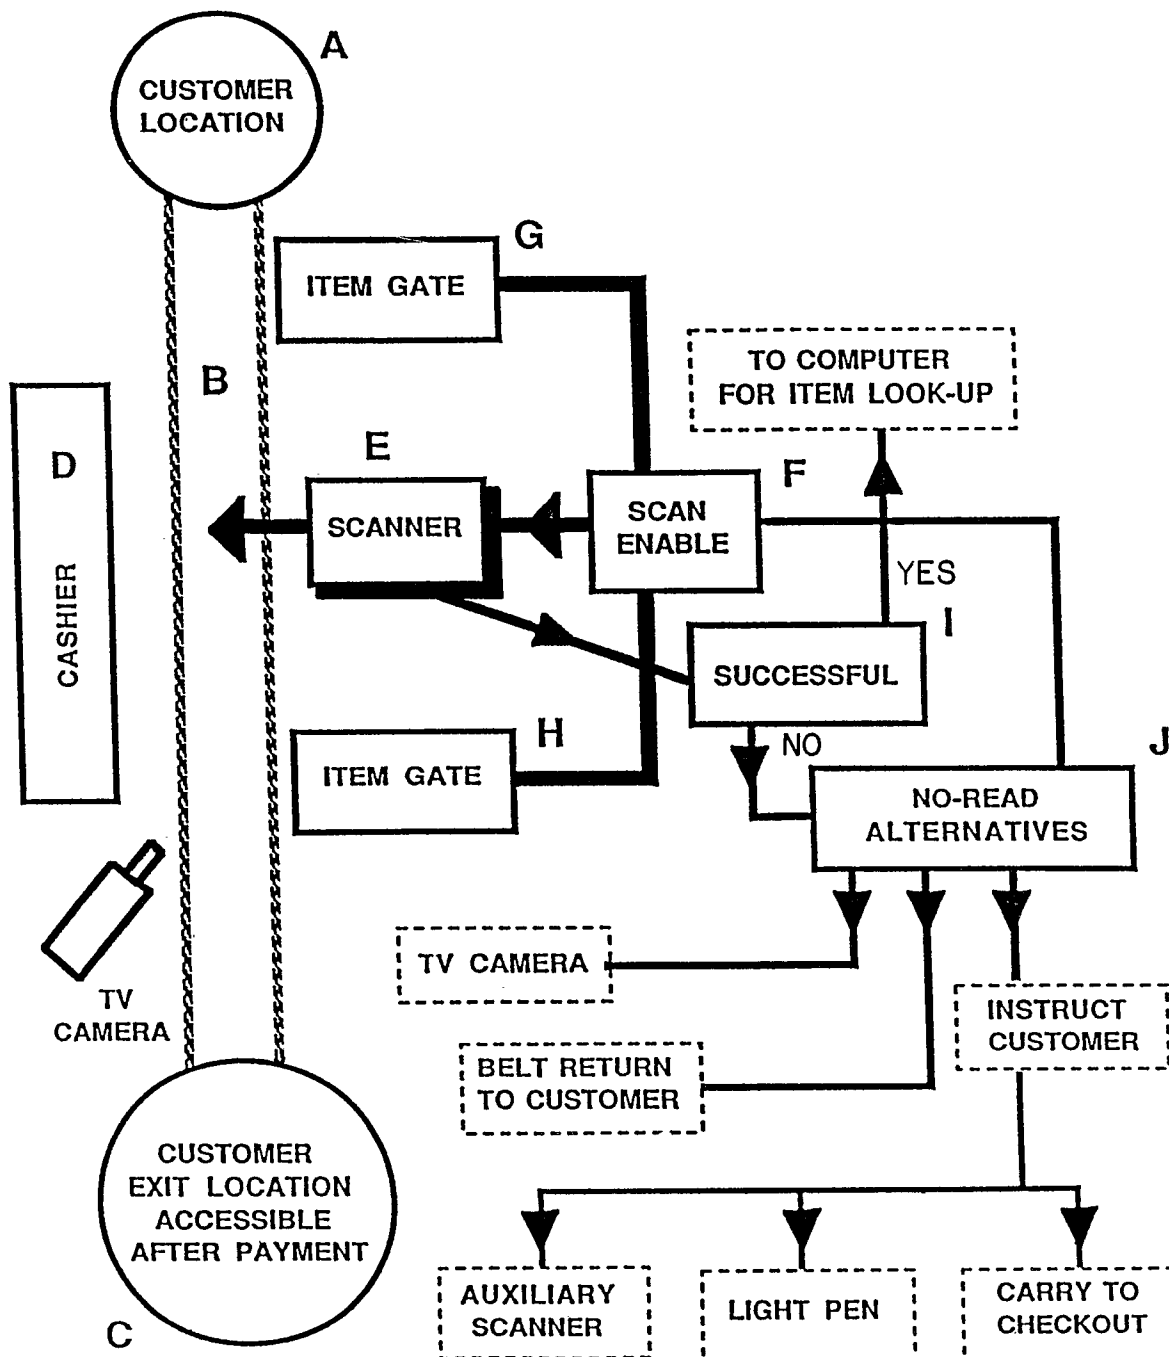 A
CUSTOMER
LOCATION
G
ITEM GATE
TO COMPUTER
FOR ITEM LOOK-UP
B
E
D
CASHIER
SCANNER
F
SCAN
ENABLE
YES
I
SUCCESSFUL
NO
H
ITEM GATE
J
NO-READ
ALTERNATIVES
TV
CAMERA
TV CAMERA
INSTRUCT
CUSTOMER
BELT RETURN
TO CUSTOMER
CUSTOMER
EXIT LOCATION
ACCESSIBLE
AFTER PAYMENT
C
AUXILIARY
SCANNER
LIGHT PEN
CARRY TO
CHECKOUT